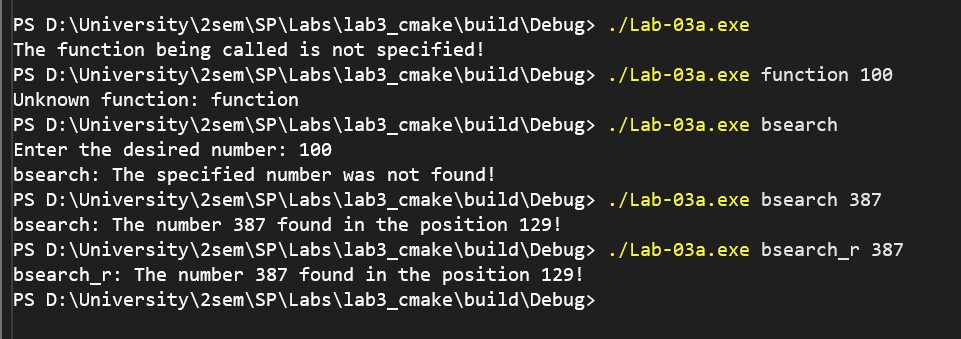 PS D:\University\2sem\SP\Labs\lab3_cmake\build\Debug> ./Lab-03a.exe
The function being called is not specified!
PS D:\University\2sem\SP\Labs\lab3_cmake\build\Debug> ./Lab-03a.exe function 100
Unknown function: function
PS D:\University\2sem\SP\Labs\lab3_cmake\build\Debug> ./Lab-03a.exe bsearch
Enter the desired number: 100
bsearch: The specified number was not found!
PS D:\University\2sem\SP\Labs\lab3_cmake\build\Debug> ./Lab-03a.exe bsearch 387
bsearch: The number 387 found in the position 129!
PS D:\University\2sem\SP\Labs\lab3_cmake\build\Debug> ./Lab-03a.exe bsearch_r 387
bsearch_r: The number 387 found in the position 129!
PS D:\University\2sem\SP\Labs\lab3_cmake\build\Debug>